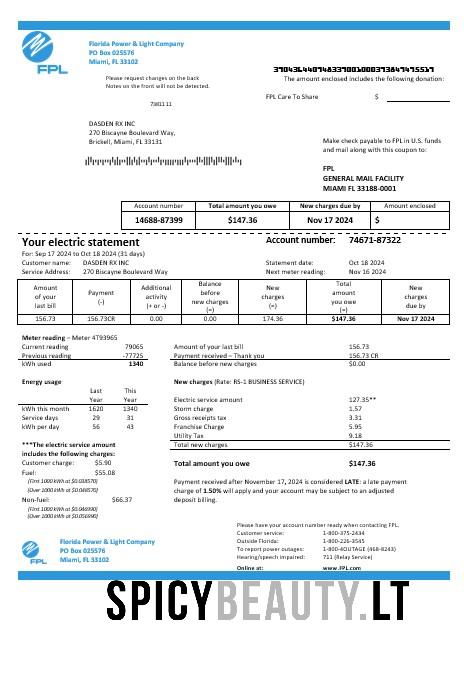 Florida Power & Light Company
PO Box 025576
Miami, FL 33102
FPL
Please request changes on the back
Notes on the front will not be detected.
The amount enclosed includes the following donation:
FPL Care To Share $
DASDEN RX INC
270 Biscayne Boulevard Way,
Brickell, Miami, FL 33131
Make check payable to FPL in U.S. funds
and mail along with this coupon to:
FPL
GENERAL MAIL FACILITY
MIAMI FL 33188-0001
Account number Total amount you owe New charges due by Amount enclosed
14688-87399 $147.36 Nov 17 2024 $
Your electric statement Account number: 74671-87322
For: Sep 17 2024 to Oct 18 2024 (31 days)
Customer name: DASDEN RX INC Statement date: Oct 18 2024
Service Address: 270 Biscayne Boulevard Way Next meter reading: Nov 16 2024
Amount of your last bill Payment (-) Additional activity (+ or -) Balance before new charges (=) New charges (+) Total amount you owe (=) New charges due by
156.73 156.73CR 0.00 0.00 174.36 $147.36 Nov 17 2024
Meter reading – Meter 4T93965
Current reading 79065 Amount of your last bill 156.73
Previous reading -77725 Payment received – Thank you 156.73 CR
kWh used 1340 Balance before new charges $0.00
Energy usage New charges (Rate: RS-1 BUSINESS SERVICE)
Last Year This Year
Electric service amount 127.35**
kWh this month 1620 1340 Storm charge 1.57
Service days 29 31 Gross receipts tax 3.31
kWh per day 56 43 Franchise Cost 5.95
Utility Tax 9.18
***The electric service amount Total new charges $147.36
includes the following charges:
Customer charge: $5.90 Total amount you owe $147.36
Fuel: $55.08
(First 1000 kWh at $0.038570)
(Over 1000 kWh at $0.048570)
Non-fuel: $66.37
(First 1000 kWh at $0.046990)
(Over 1000 kWh at $0.056990)
Payment received after November 17, 2024 is considered LATE; a late payment
charge of 1.50% will apply and your account may be subject to an adjusted
deposit billing.
Please have your account number ready when contacting FPL.
Customer service: 1-800-375-2434
Outside Florida: 1-800-226-3545
To report power outages: 1-800-4OUTAGE (468-8243)
Hearing/speech impaired: 711 (Relay Service)
Online at: www.FPL.com
FPL
Florida Power & Light Company
PO Box 025576
Miami, FL 33102
SPICYBEAUTY.LT